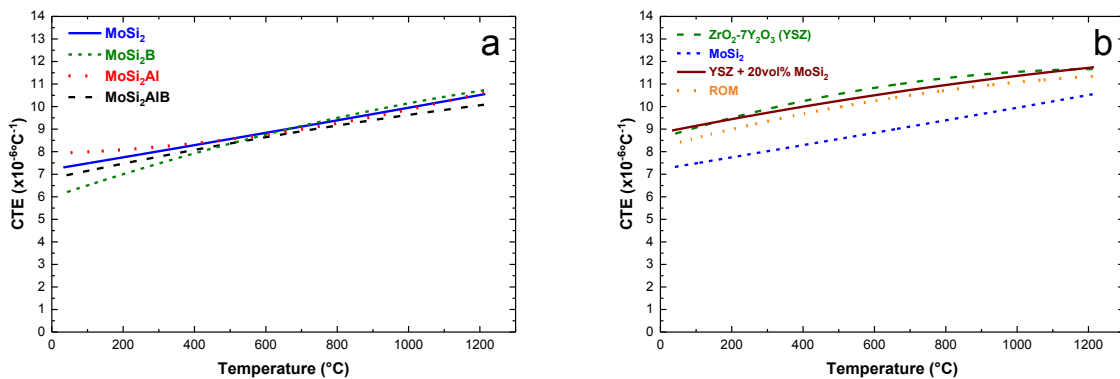 a
MoSi₂
MoSi₂B
MoSi₂Al
MoSi₂AlB
14
13
12
11
10
9
8
7
6
5
4
3
2
1
0
CTE (x10⁻⁶°C⁻¹)
0 200 400 600 800 1000 1200
Temperature (°C)
b
ZrO₂-7Y₂O₃ (YSZ)
MoSi₂
YSZ + 20vol% MoSi₂
ROM
14
13
12
11
10
9
8
7
6
5
4
3
2
1
0
CTE (x10⁻⁶°C⁻¹)
0 200 400 600 800 1000 1200
Temperature (°C)